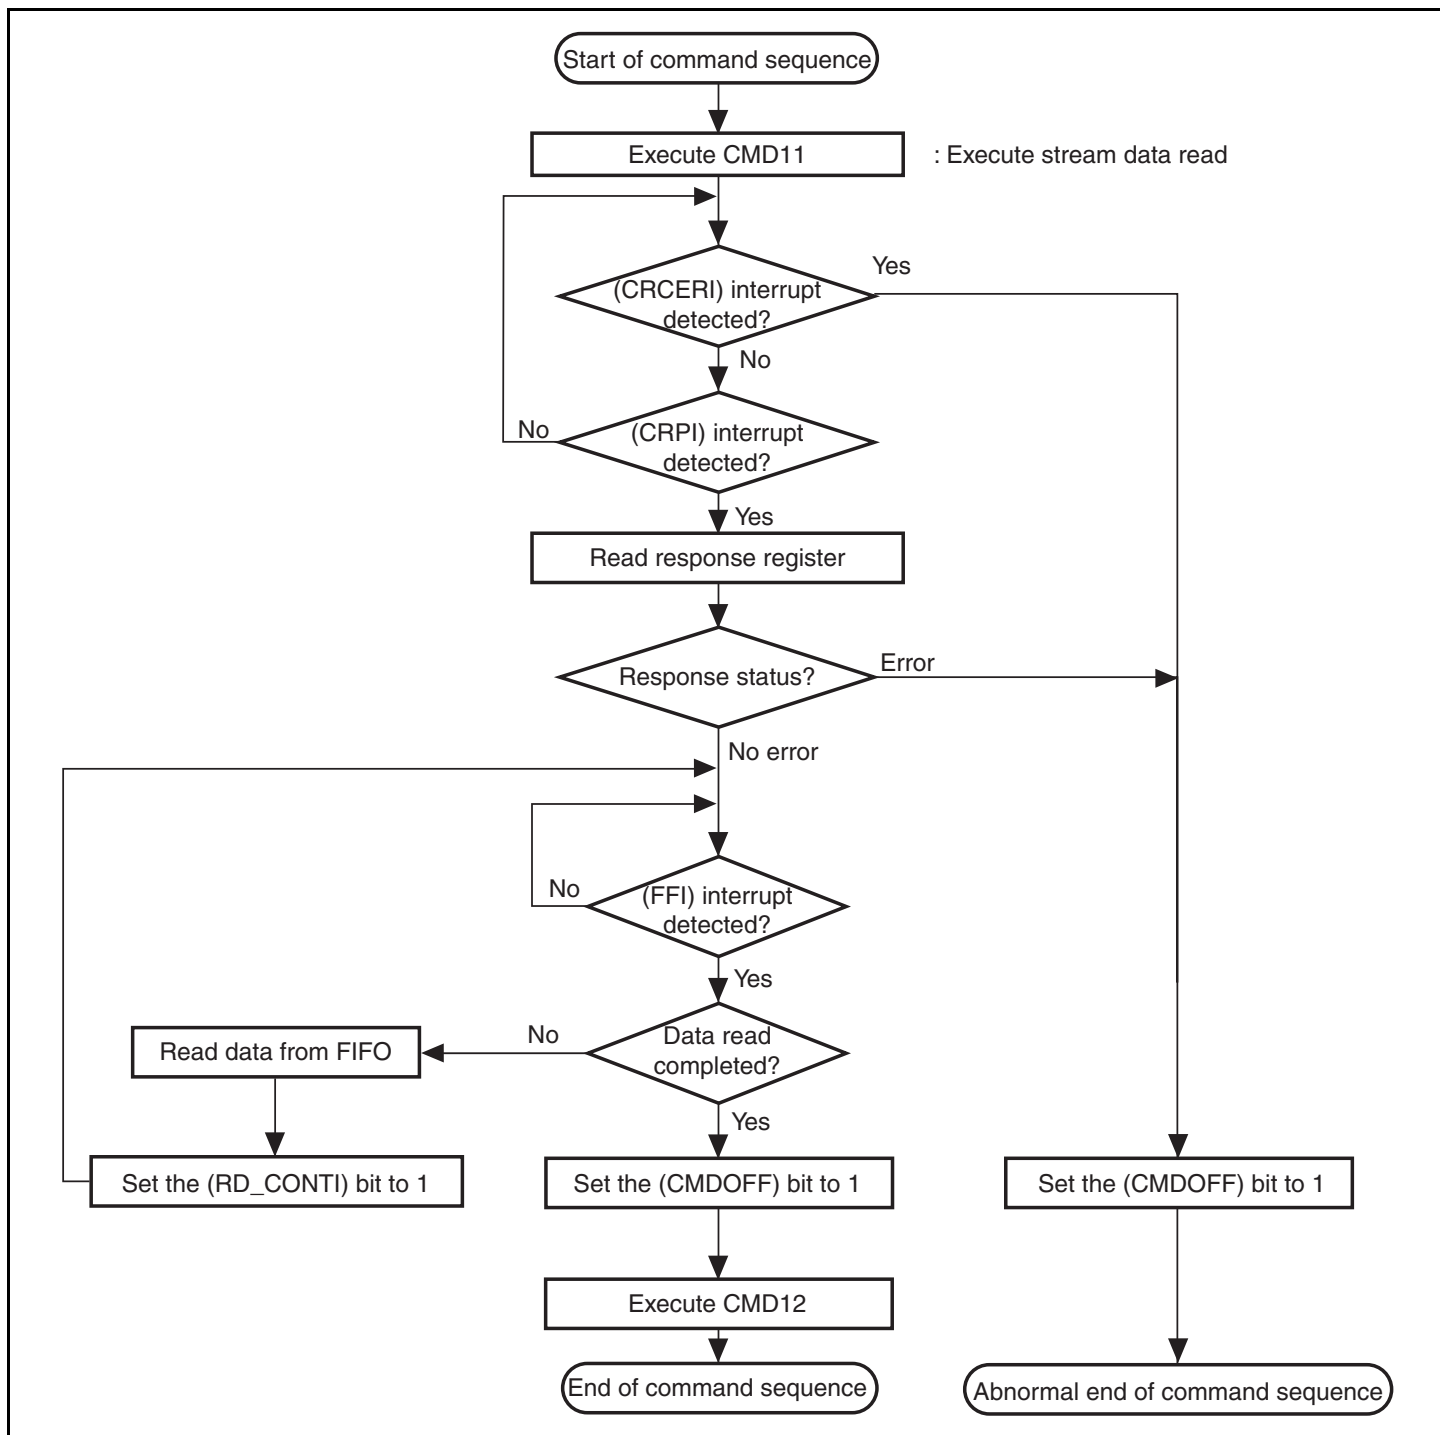 Start of command sequence
Execute CMD11
: Execute stream data read
Yes
(CRCERI) interrupt
detected?
No
No
(CRPI) interrupt
detected?
Yes
Read response register
Response status?
Error
No error
No
(FFI) interrupt
detected?
Yes
No
Data read
completed?
Read data from FIFO
Yes
Set the (RD_CONTI) bit to 1
Set the (CMDOFF) bit to 1
Set the (CMDOFF) bit to 1
Execute CMD12
End of command sequence
Abnormal end of command sequence